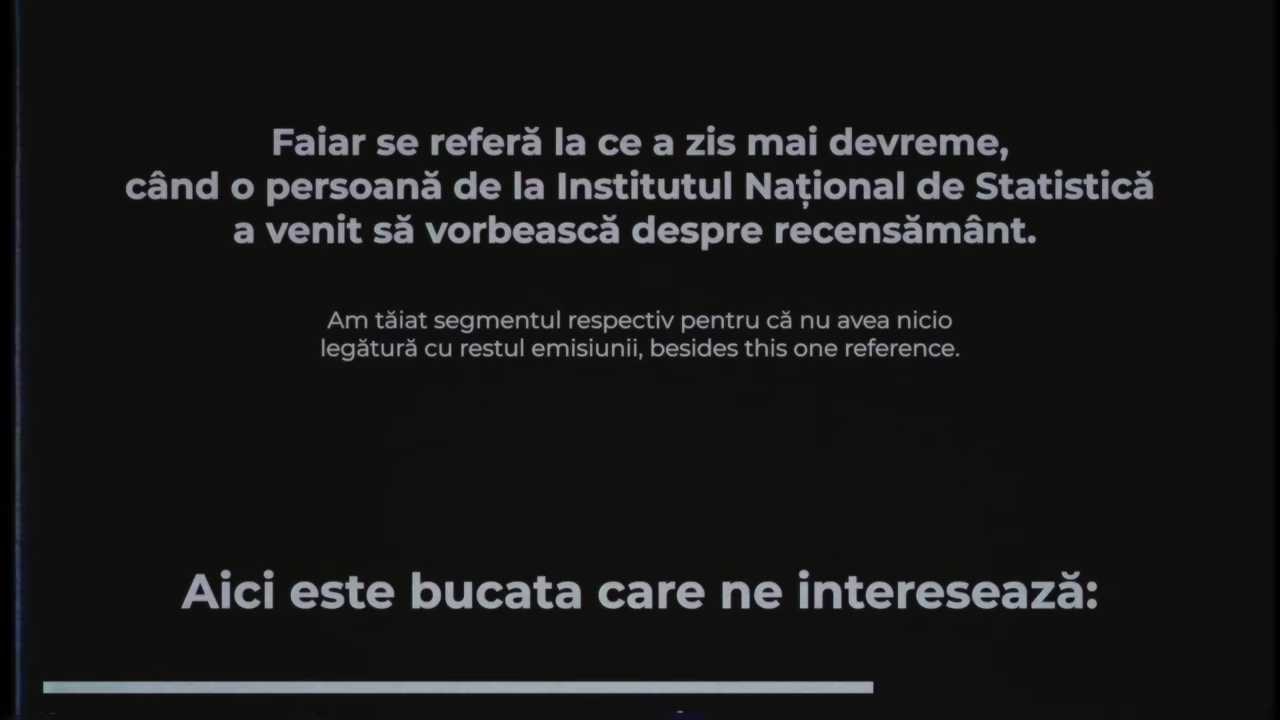 Faiar se referă la ce a zis mai devreme,
când o persoană de la Institutul Național de Statistică
a venit să vorbească despre recensământ.
Am tăiat segmentul respectiv pentru că nu avea nicio
legătură cu restul emisiunii, besides this one reference.
Aici este bucata care ne interesează: